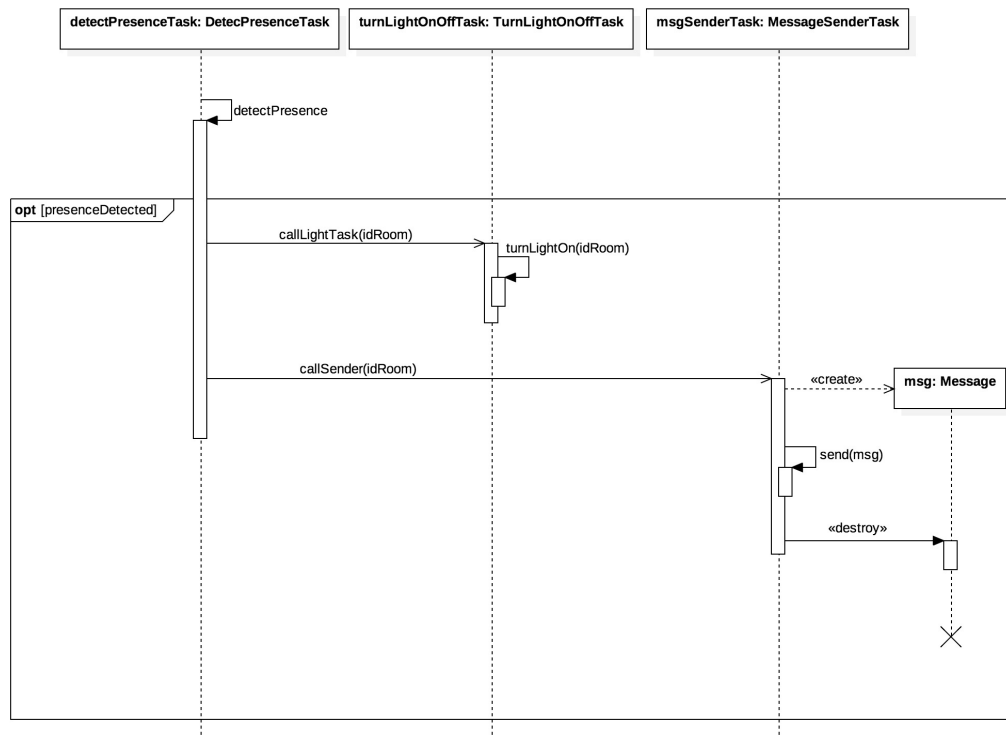 detectPresenceTask: DetecPresenceTask
turnLightOnOffTask: TurnLightOnOffTask
msgSenderTask: MessageSenderTask
detectPresence
opt [presenceDetected]
callLightTask(idRoom)
turnLightOn(idRoom)
callSender(idRoom)
«create»
msg: Message
send(msg)
«destroy»